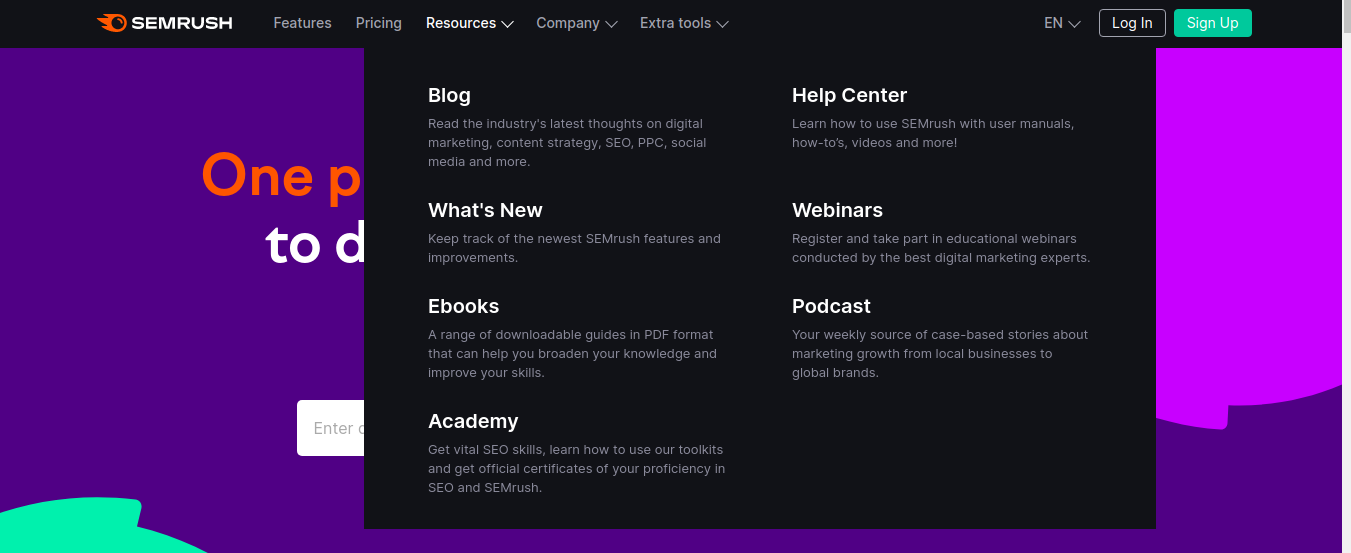 SEMRUSH Features Pricing Resources Company Extra tools EN Log In Sign Up
One p
to d
Enter c
Blog
Read the industry's latest thoughts on digital
marketing, content strategy, SEO, PPC, social
media and more.
Help Center
Learn how to use SEMrush with user manuals,
how-to's, videos and more!
What's New
Keep track of the newest SEMrush features and
improvements.
Webinars
Register and take part in educational webinars
conducted by the best digital marketing experts.
Ebooks
A range of downloadable guides in PDF format
that can help you broaden your knowledge and
improve your skills.
Podcast
Your weekly source of case-based stories about
marketing growth from local businesses to
global brands.
Academy
Get vital SEO skills, learn how to use our toolkits
and get official certificates of your proficiency in
SEO and SEMrush.